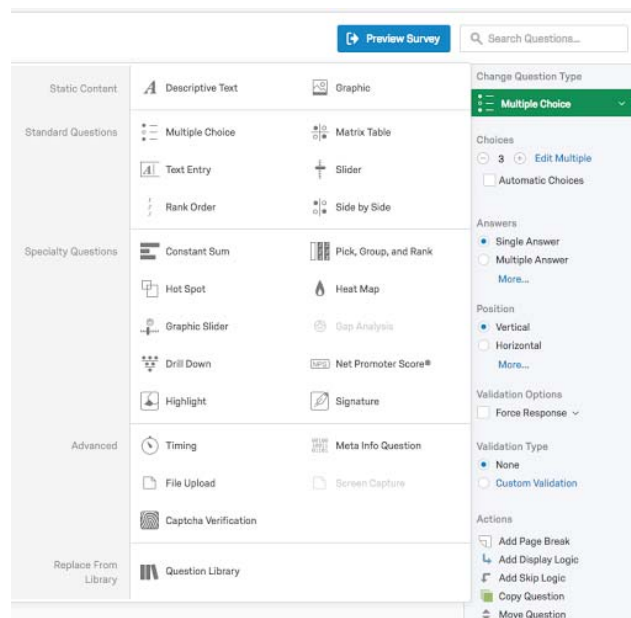 Preview Survey
Search Questions...
Static Content
Descriptive Text
Graphic
Standard Questions
Multiple Choice
Matrix Table
Text Entry
Slider
Rank Order
Side by Side
Specialty Questions
Constant Sum
Pick, Group, and Rank
Hot Spot
Heat Map
Graphic Slider
Gap Analysis
Drill Down
NPS Net Promoter Score®
Highlight
Signature
Advanced
Timing
Meta Info Question
File Upload
Screen Capture
Captcha Verification
Replace From
Library
Question Library
Change Question Type
Multiple Choice
Choices
3 Edit Multiple
Automatic Choices
Answers
Single Answer
Multiple Answer
More...
Position
Vertical
Horizontal
More...
Validation Options
Force Response
Validation Type
None
Custom Validation
Actions
Add Page Break
Add Display Logic
Add Skip Logic
Copy Question
Move Question